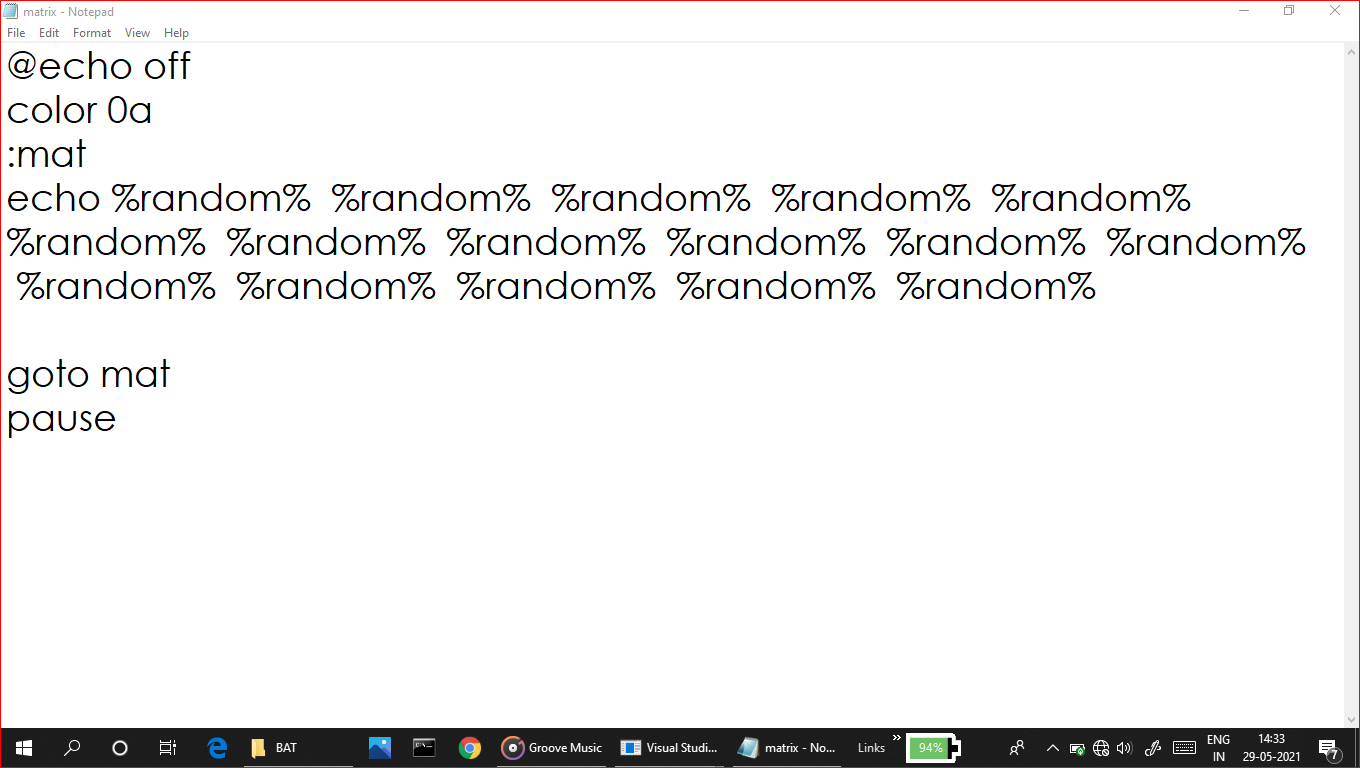 matrix - Notepad
File Edit Format View Help
@echo off
color 0a
:mat
echo %random%  %random%  %random%  %random%  %random%
%random%  %random%  %random%  %random%  %random%  %random%
 %random%  %random%  %random%  %random%  %random%

goto mat
pause
BAT Groove Music Visual Studi... matrix - No... Links » 94% ENG 14:33
IN 29-05-2021 7